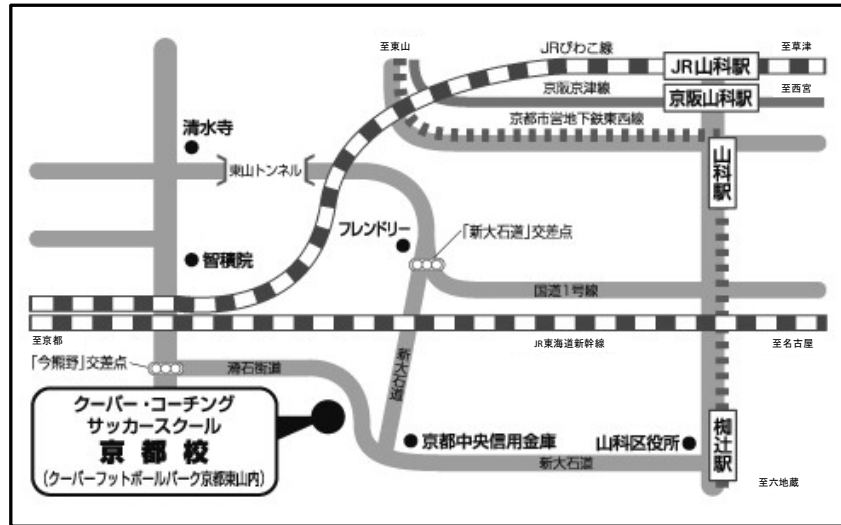 至東山
JRびわこ線
JR山科駅
至草津
京阪京津線
京阪山科駅
至西宮
京都市営地下鉄東西線
清水寺
山科駅
東山トンネル
フレンドリー
「新大石道」交差点
智積院
国道1号線
至京都
JR東海道新幹線
至名古屋
「今熊野」交差点
滑石街道
新大石道
クーバー・コーチング
サッカースクール
京都校
(クーバーフットボールパーク京都東山内)
京都中央信用金庫
山科区役所
椥辻駅
新大石道
至六地蔵